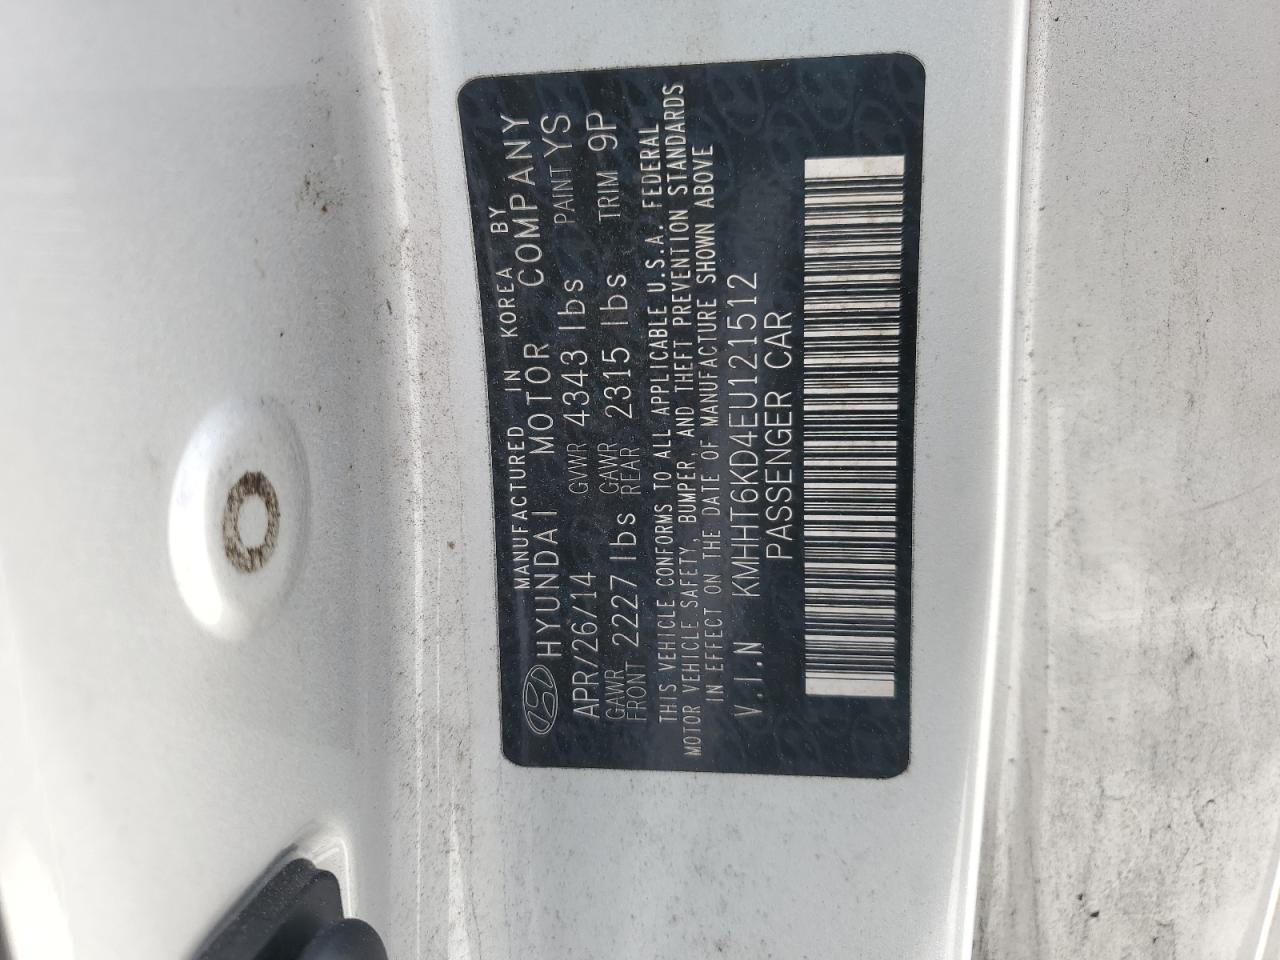 MANUFACTURED IN KOREA BY
HYUNDAI MOTOR COMPANY
APR/26/14 GVWR 4343 lbs PAINT YS
GAWR FRONT 2227 lbs GAWR REAR 2315 lbs TRIM 9P
THIS VEHICLE CONFORMS TO ALL APPLICABLE U.S.A. FEDERAL
MOTOR VEHICLE SAFETY, BUMPER, AND THEFT PREVENTION STANDARDS
IN EFFECT ON THE DATE OF MANUFACTURE SHOWN ABOVE
V.I.N KMHHT6KD4EU121512
PASSENGER CAR